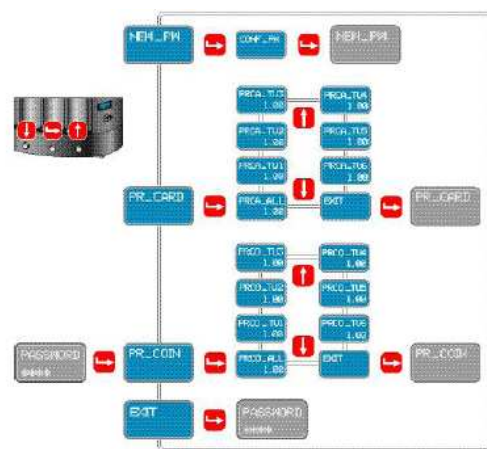 NEW_PW
CONF_PW
NEW_PW
PRCA_TU3
1.00
PRCA_TU4
1.00
PRCA_TU2
1.00
PRCA_TU5
1.00
PRCA_TU1
1.00
PRCA_TU6
1.00
PR_CARD
PRCA_ALL
1.00
EXIT
PR_CARD
PRCO_TU3
1.00
PRCO_TU4
1.00
PRCO_TU2
1.00
PRCO_TU5
1.00
PRCO_TU1
1.00
PRCO_TU6
1.00
PASSWORD
****
PR_COIN
PRCO_ALL
1.00
EXIT
PR_COIN
EXIT
PASSWORD
****